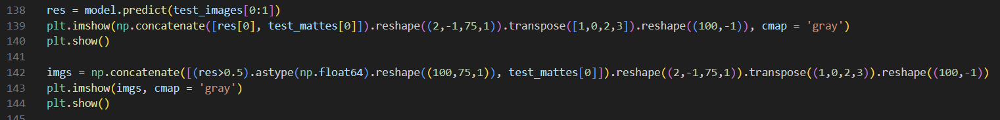 138 res = model.predict(test_images[0:1])
139 plt.imshow(np.concatenate([res[0], test_mattes[0]]).reshape((2,-1,75,1)).transpose([1,0,2,3]).reshape((100,-1)), cmap = 'gray')
140 plt.show()
141
142 imgs = np.concatenate([(res>0.5).astype(np.float64).reshape((100,75,1)), test_mattes[0]]).reshape((2,-1,75,1)).transpose((1,0,2,3)).reshape((100,-1))
143 plt.imshow(imgs, cmap = 'gray')
144 plt.show()
145